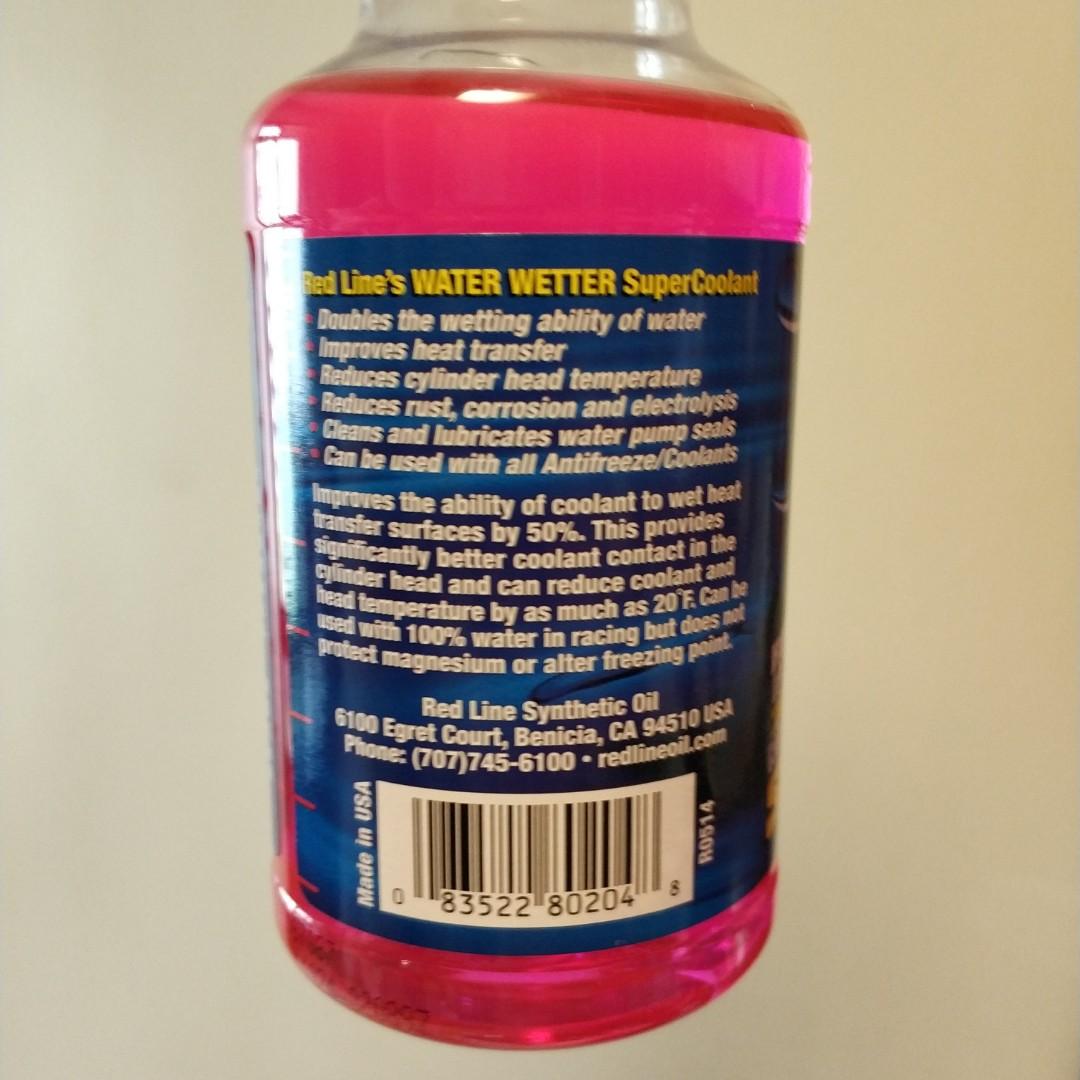 Red Line's WATER WETTER SuperCoolant
• Doubles the wetting ability of water
• Improves heat transfer
• Reduces cylinder head temperature
• Reduces rust, corrosion and electrolysis
• Cleans and lubricates water pump seals
• Can be used with all Antifreeze/Coolants
Improves the ability of coolant to wet heat
transfer surfaces by 50%. This provides
significantly better coolant contact in the
cylinder head and can reduce coolant and
head temperature by as much as 20°F. Can be
used with 100% water in racing but does not
protect magnesium or alter freezing point.
Red Line Synthetic Oil
6100 Egret Court, Benicia, CA 94510 USA
Phone: (707)745-6100 • redlineoil.com
Made in USA
R0514
0 83522 80204 8